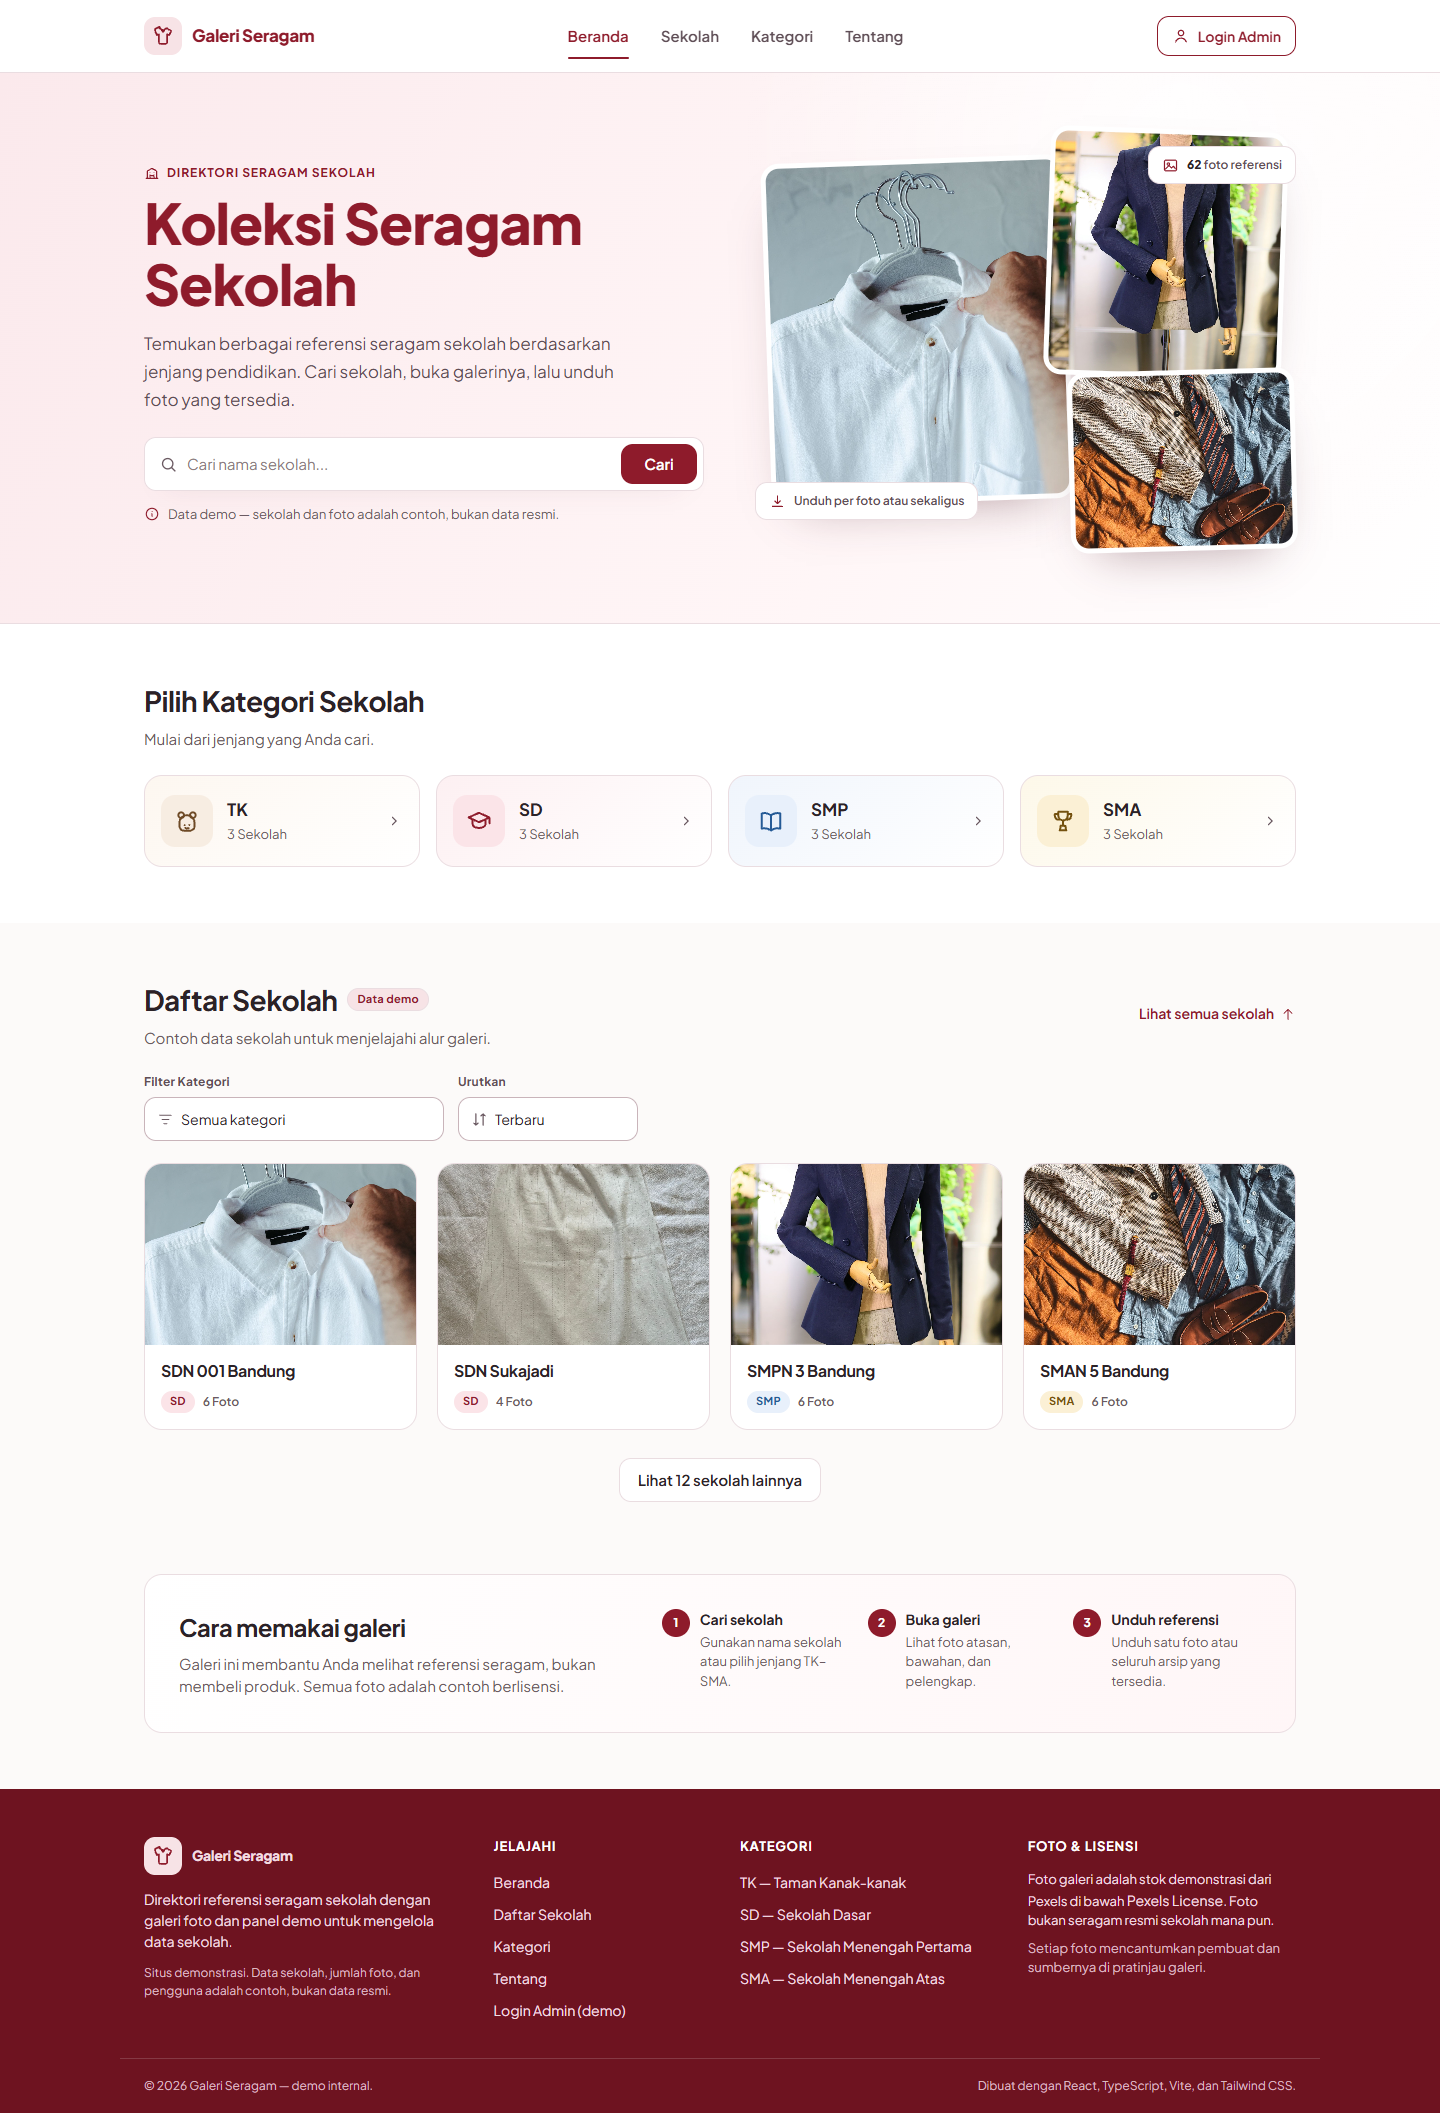 Galeri Seragam
Beranda
Sekolah
Kategori
Tentang
Login Admin
DIREKTORI SERAGAM SEKOLAH
Koleksi Seragam
Sekolah
Temukan berbagai referensi seragam sekolah berdasarkan
jenjang pendidikan. Cari sekolah, buka galerinya, lalu unduh
foto yang tersedia.
Cari nama sekolah...
Cari
Data demo — sekolah dan foto adalah contoh, bukan data resmi.
62 foto referensi
Unduh per foto atau sekaligus
Pilih Kategori Sekolah
Mulai dari jenjang yang Anda cari.
TK
3 Sekolah
SD
3 Sekolah
SMP
3 Sekolah
SMA
3 Sekolah
Daftar Sekolah
Data demo
Contoh data sekolah untuk menjelajahi alur galeri.
Lihat semua sekolah
Filter Kategori
Semua kategori
Urutkan
Terbaru
SDN 001 Bandung
SD
6 Foto
SDN Sukajadi
SD
4 Foto
SMPN 3 Bandung
SMP
6 Foto
SMAN 5 Bandung
SMA
6 Foto
Lihat 12 sekolah lainnya
Cara memakai galeri
Galeri ini membantu Anda melihat referensi seragam, bukan
membeli produk. Semua foto adalah contoh berlisensi.
1
Cari sekolah
Gunakan nama sekolah
atau pilih jenjang TK–
SMA.
2
Buka galeri
Lihat foto atasan,
bawahan, dan
pelengkap.
3
Unduh referensi
Unduh satu foto atau
seluruh arsip yang
tersedia.
Galeri Seragam
Direktori referensi seragam sekolah dengan
galeri foto dan panel demo untuk mengelola
data sekolah.
Situs demonstrasi. Data sekolah, jumlah foto, dan
pengguna adalah contoh, bukan data resmi.
JELAJAHI
Beranda
Daftar Sekolah
Kategori
Tentang
Login Admin (demo)
KATEGORI
TK — Taman Kanak-kanak
SD — Sekolah Dasar
SMP — Sekolah Menengah Pertama
SMA — Sekolah Menengah Atas
FOTO & LISENSI
Foto galeri adalah stok demonstrasi dari
Pexels di bawah Pexels License. Foto
bukan seragam resmi sekolah mana pun.
Setiap foto mencantumkan pembuat dan
sumbernya di pratinjau galeri.
© 2026 Galeri Seragam — demo internal.
Dibuat dengan React, TypeScript, Vite, dan Tailwind CSS.